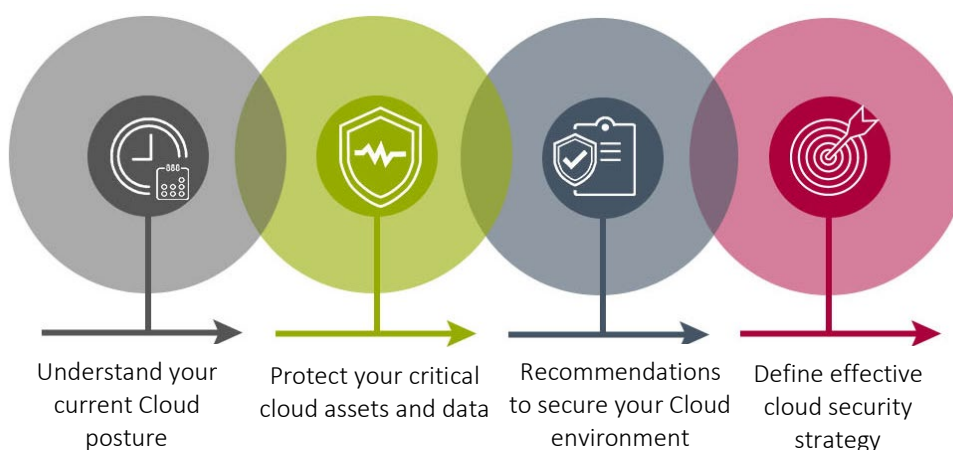 Understand your
current Cloud
posture
Protect your critical
cloud assets and data
Recommendations
to secure your Cloud
environment
Define effective
cloud security
strategy